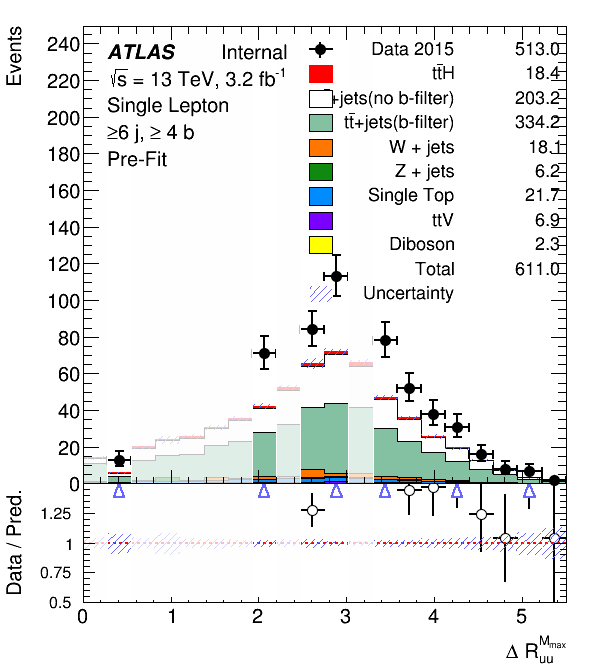 Events
240
220
200
180
160
140
120
100
80
60
40
20
0
ATLAS Internal
√s = 13 TeV, 3.2 fb-1
Single Lepton
≥6 j, ≥ 4 b
Pre-Fit
Data 2015 513.0
tt̄H 18.4
t̄+jets(no b-filter) 203.2
tt̄+jets(b-filter) 334.2
W + jets 18.1
Z + jets 6.2
Single Top 21.7
ttV 6.9
Diboson 2.3
Total 611.0
Uncertainty
Data / Pred.
1.25
1
0.75
0.5
0 1 2 3 4 5
Δ R uu Mmax